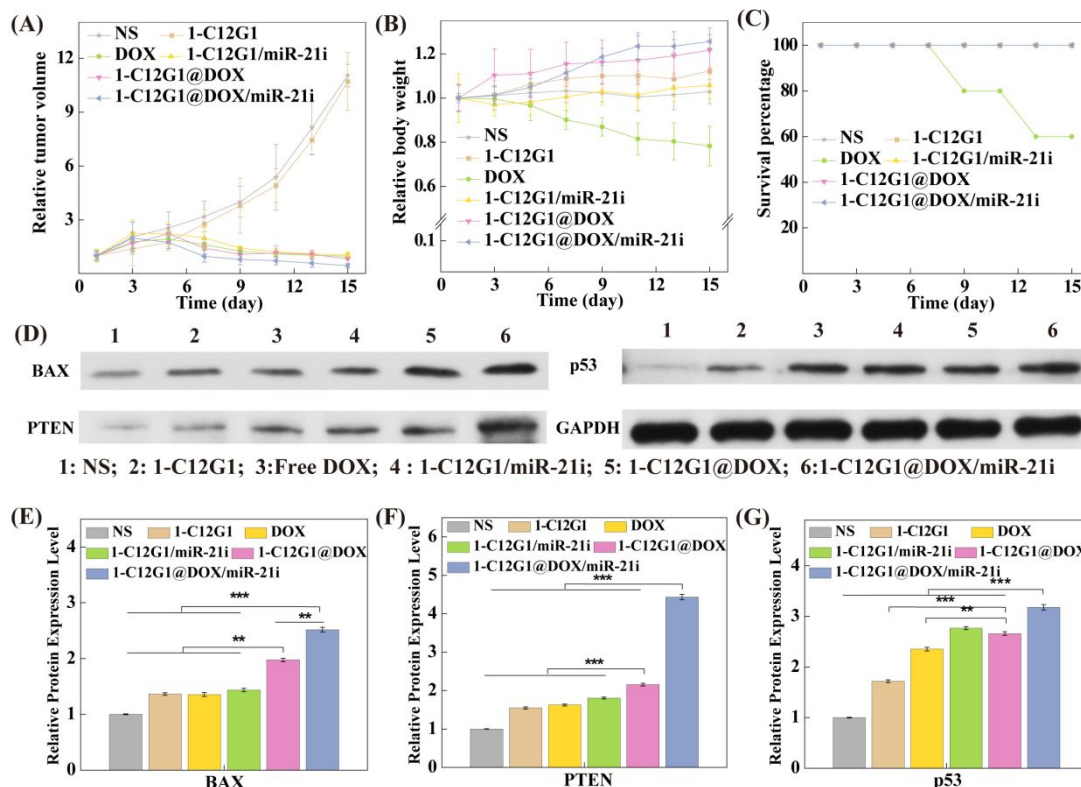 (A)
Relative tumor volume
12
9
6
3
NS 1-C12G1
DOX 1-C12G1/miR-21i
1-C12G1@DOX
1-C12G1@DOX/miR-21i
0 3 6 9 12 15
Time (day)
(B)
Relative body weight
1.2
1.0
0.8
0.6
0.1
NS
1-C12G1
DOX
1-C12G1/miR-21i
1-C12G1@DOX
1-C12G1@DOX/miR-21i
0 3 6 9 12 15
Time (day)
(C)
Survival percentage
100
80
60
40
20
0
NS 1-C12G1
DOX 1-C12G1/miR-21i
1-C12G1@DOX
1-C12G1@DOX/miR-21i
0 3 6 9 12 15
Time (day)
(D)
1 2 3 4 5 6
BAX
PTEN
1 2 3 4 5 6
p53
GAPDH
1: NS; 2: 1-C12G1; 3:Free DOX; 4 : 1-C12G1/miR-21i; 5: 1-C12G1@DOX; 6:1-C12G1@DOX/miR-21i
(E)
Relative Protein Expression Level
4
3
2
1
0
NS 1-C12G1 DOX
1-C12G1/miR-21i 1-C12G1@DOX
1-C12G1@DOX/miR-21i
***
**
**
BAX
(F)
Relative Protein Expression Level
6
5
4
3
2
1
0
NS 1-C12G1 DOX
1-C12G1/miR-21i 1-C12G1@DOX
1-C12G1@DOX/miR-21i
***
***
PTEN
(G)
Relative Protein Expression Level
4
3
2
1
0
NS 1-C12G1 DOX
1-C12G1/miR-21i 1-C12G1@DOX
1-C12G1@DOX/miR-21i
***
***
**
p53